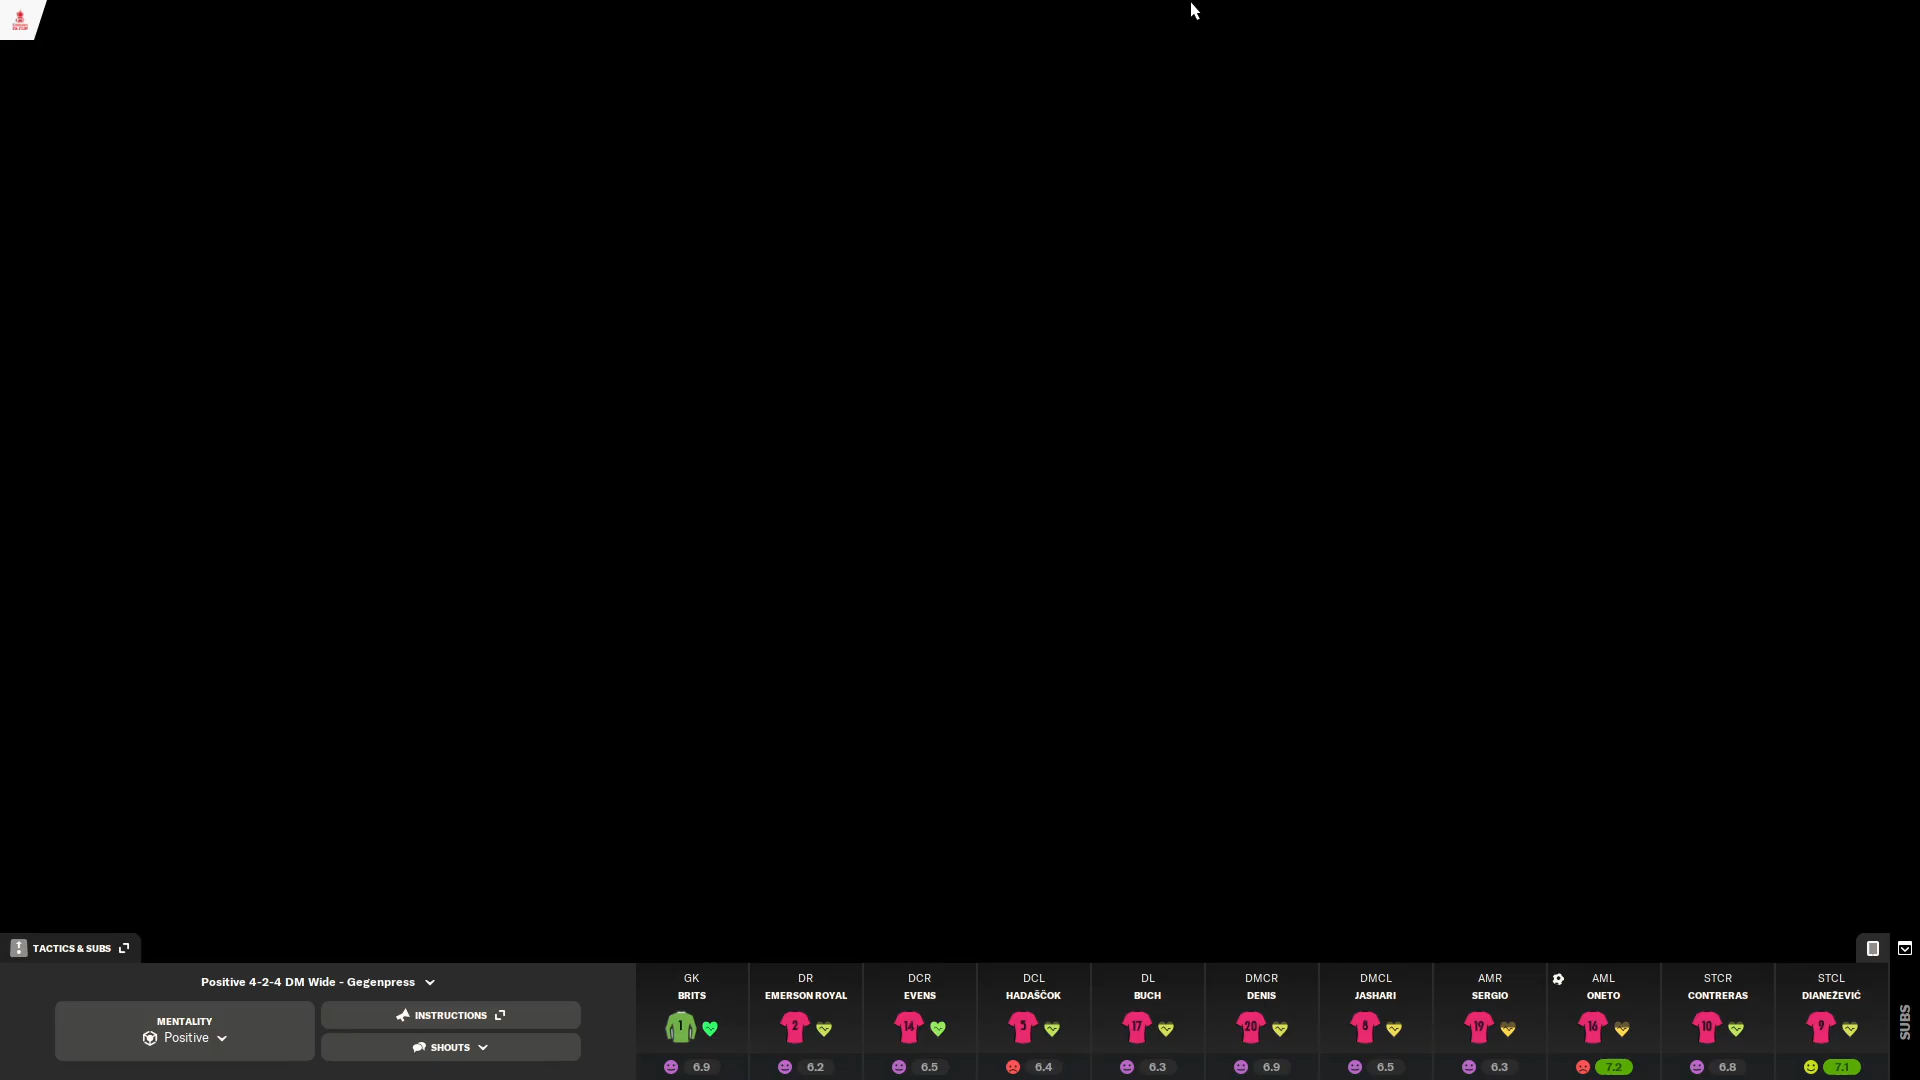 TACTICS & SUBS
Positive 4-2-4 DM Wide - Gegenpress
MENTALITY
Positive
INSTRUCTIONS
SHOUTS
GK
BRITS
1
6.9
DR
EMERSON ROYAL
2
6.2
DCR
EVENS
14
6.5
DCL
HADAŠČOK
5
6.4
DL
BUCH
17
6.3
DMCR
DENIS
20
6.9
DMCL
JASHARI
8
6.5
AMR
SERGIO
19
6.3
AML
ONETO
16
7.2
STCR
CONTRERAS
10
6.8
STCL
DIANEŽEVIĆ
9
7.1
SUBS